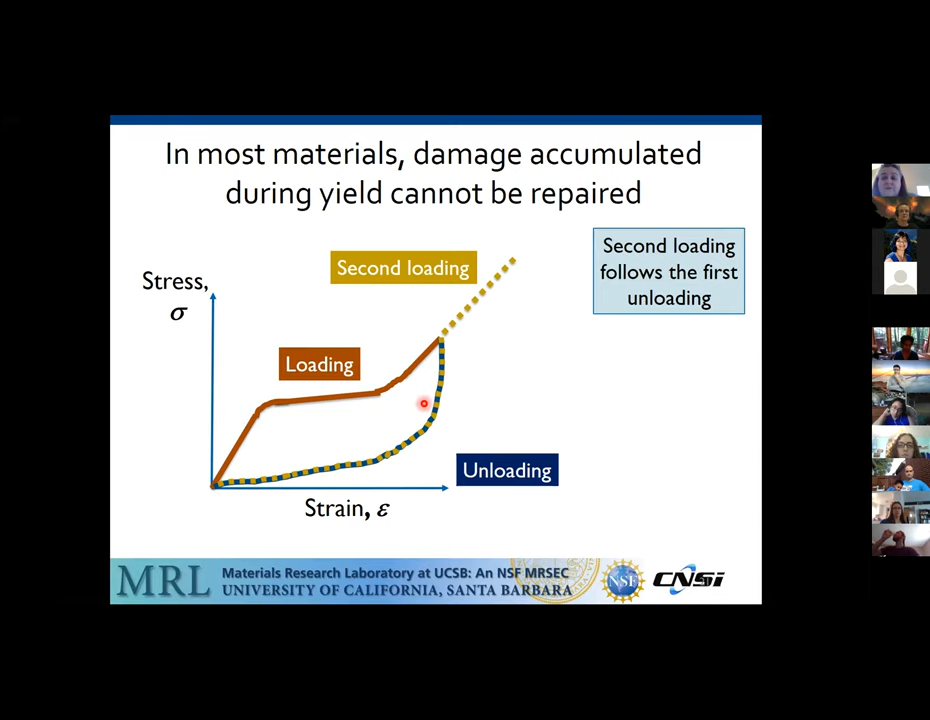 In most materials, damage accumulated
during yield cannot be repaired
Second loading
follows the first
unloading
Second loading
Stress,
σ
Loading
Unloading
Strain, ε
MRL
Materials Research Laboratory at UCSB: An NSF MRSEC
UNIVERSITY OF CALIFORNIA, SANTA BARBARA
NSF
CNSi